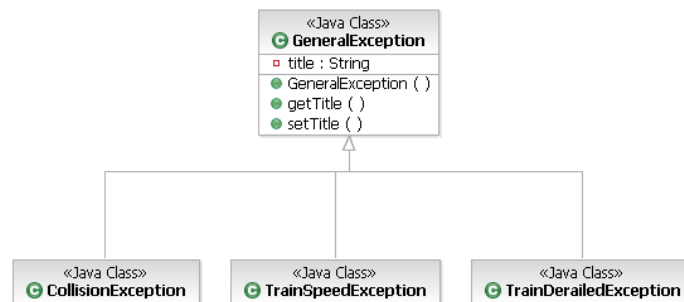 «Java Class»
GeneralException
title : String
GeneralException ( )
getTitle ( )
setTitle ( )
«Java Class»
CollisionException
«Java Class»
TrainSpeedException
«Java Class»
TrainDerailedException